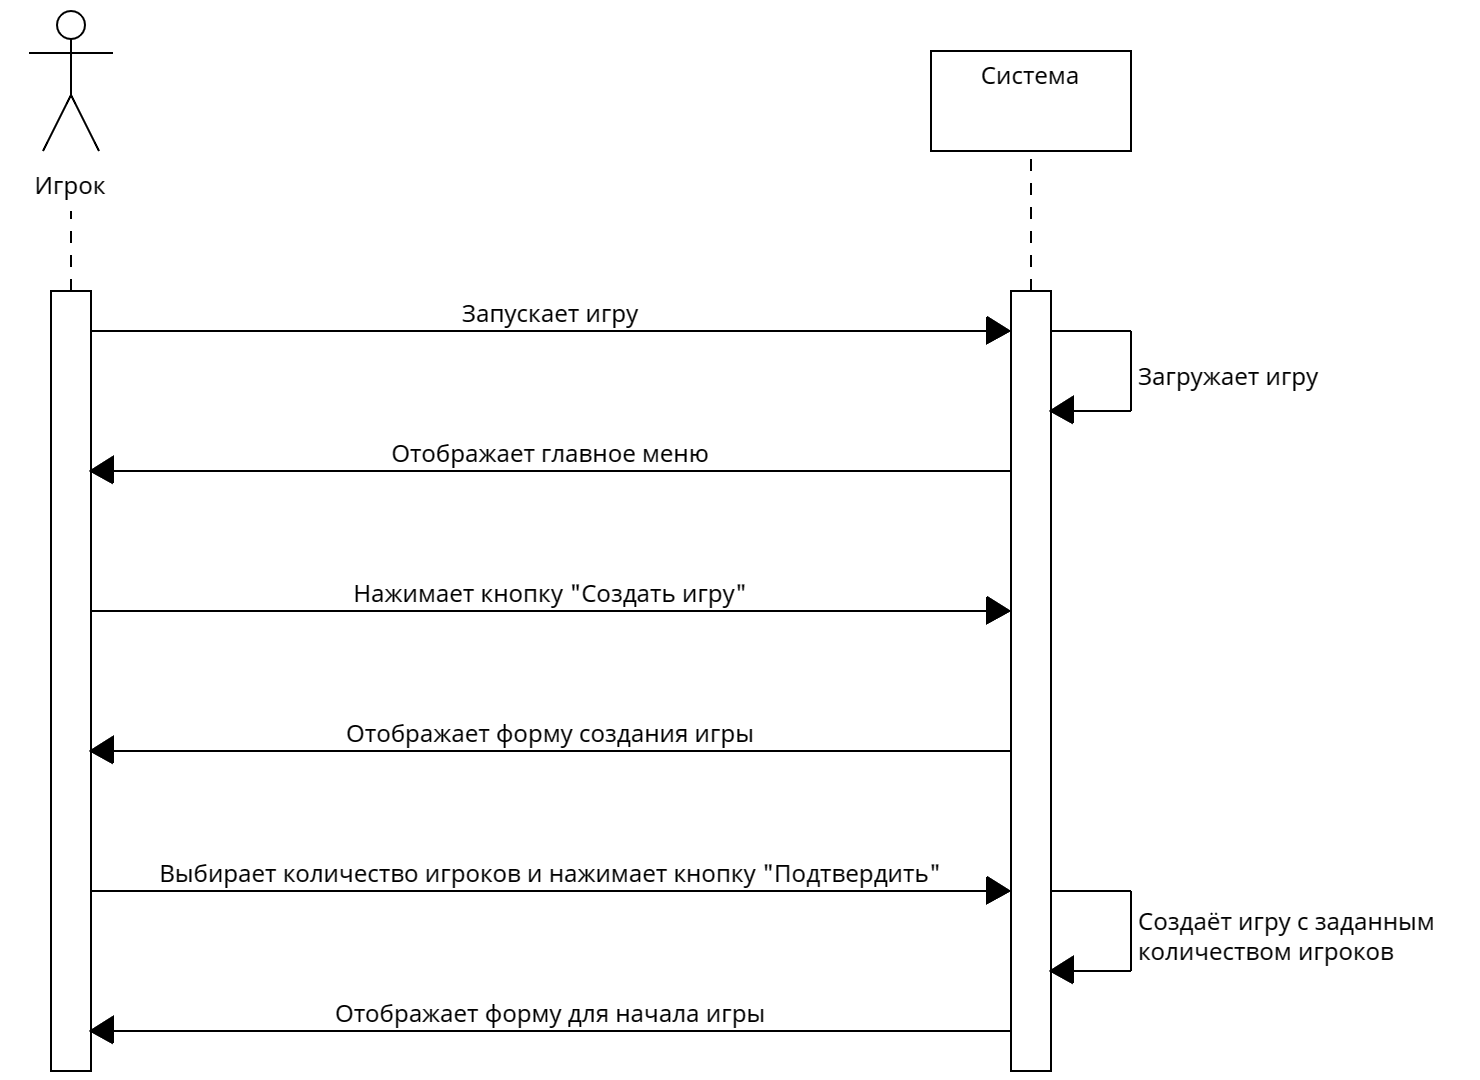 Система
Игрок
Запускает игру
Загружает игру
Отображает главное меню
Нажимает кнопку "Создать игру"
Отображает форму создания игры
Выбирает количество игроков и нажимает кнопку "Подтвердить"
Создаёт игру с заданным
количеством игроков
Отображает форму для начала игры